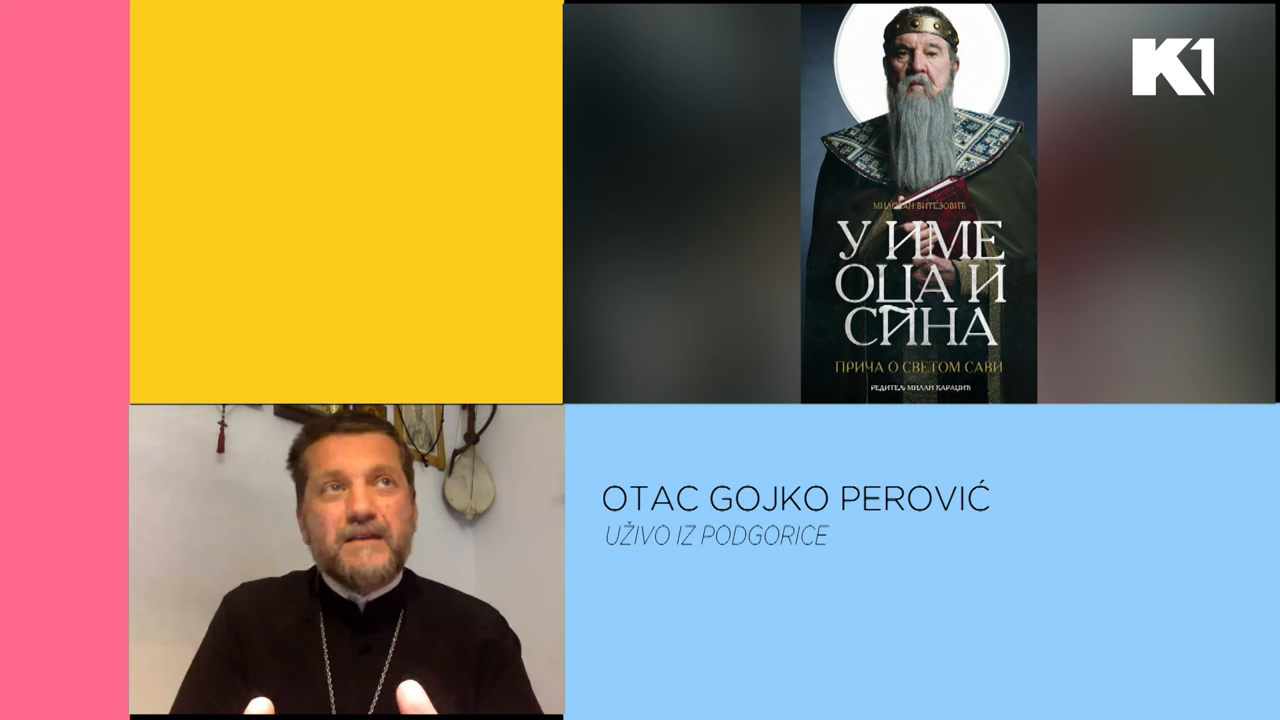 K1
МИЛОВАН ВИТЕЗОВИЋ
У ИМЕ
ОЦА И
СИНА
ПРИЧА О СВЕТОМ САВИ
РЕДИТЕЉ МИЛАН КАРАЏИЋ
OTAC GOJKO PEROVIĆ
UŽIVO IZ PODGORICE